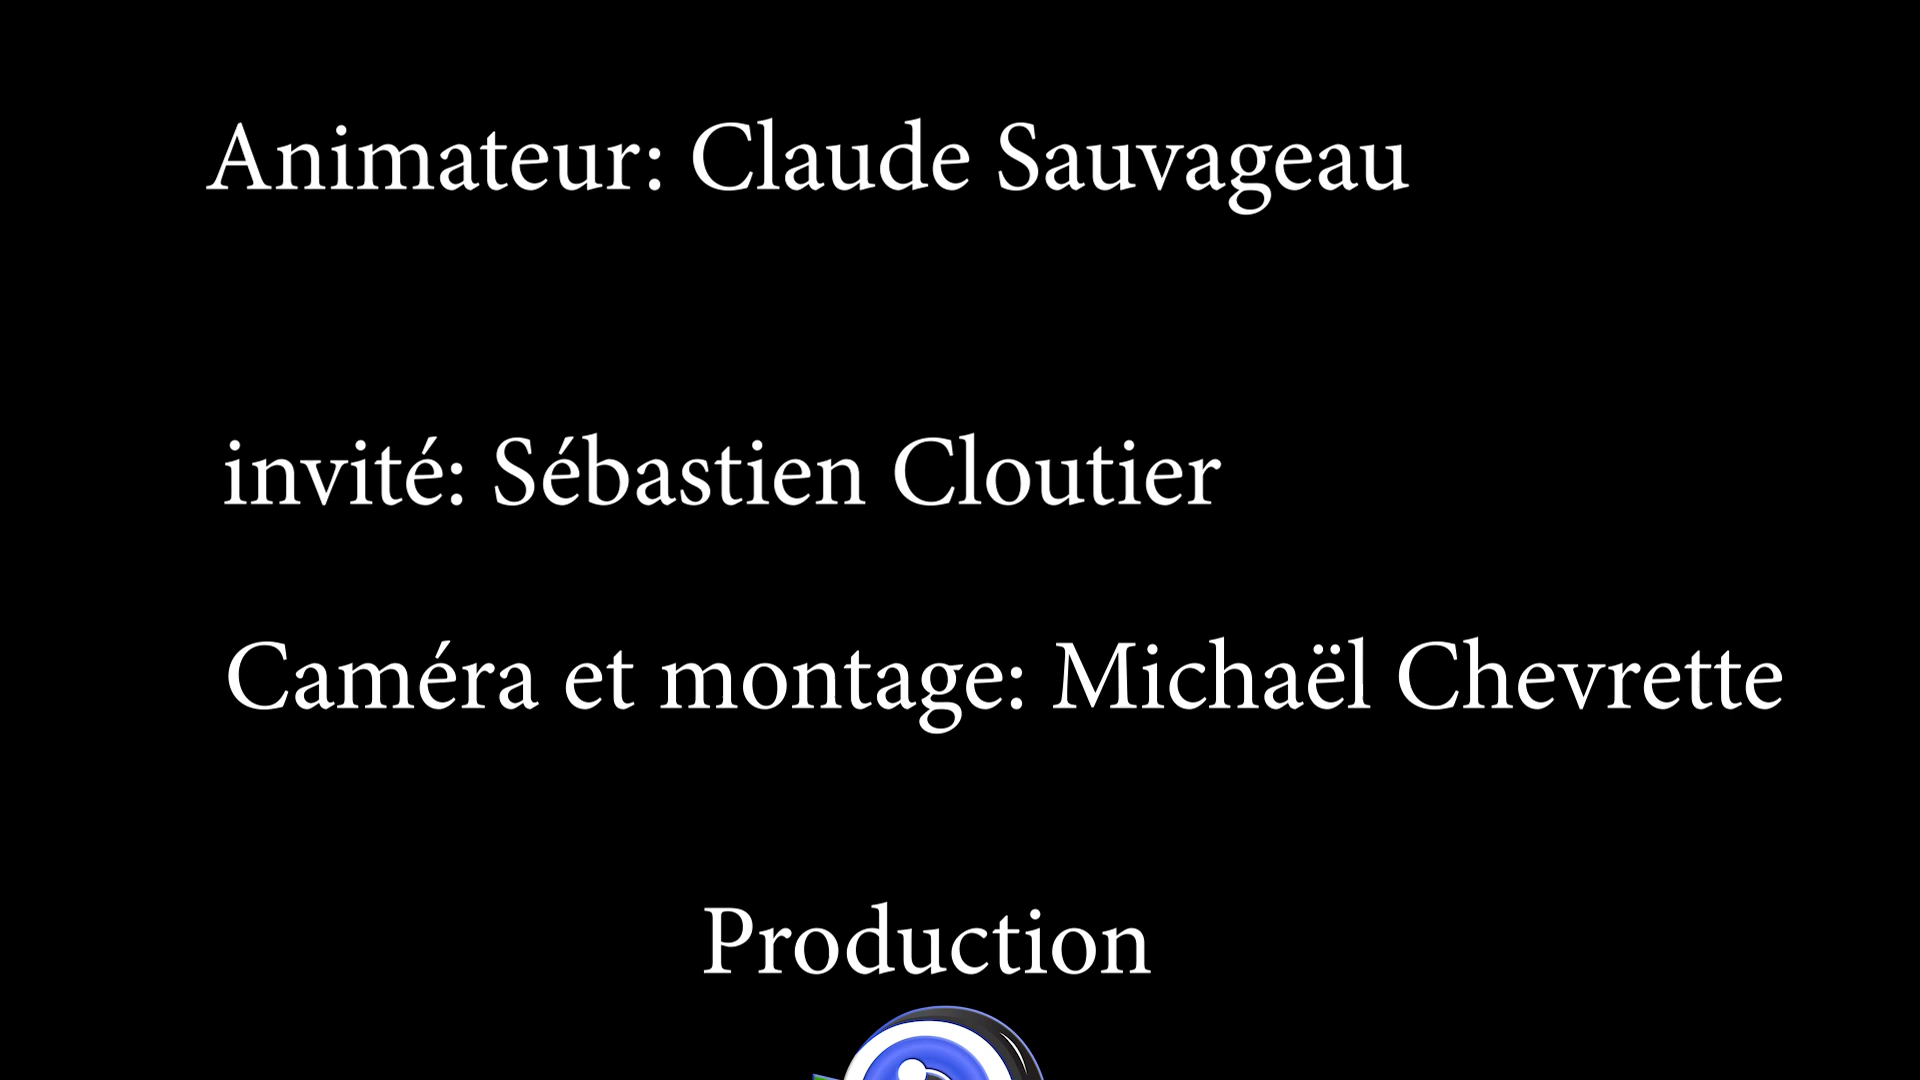 Animateur: Claude Sauvageau
invité: Sébastien Cloutier
Caméra et montage: Michaël Chevrette
Production